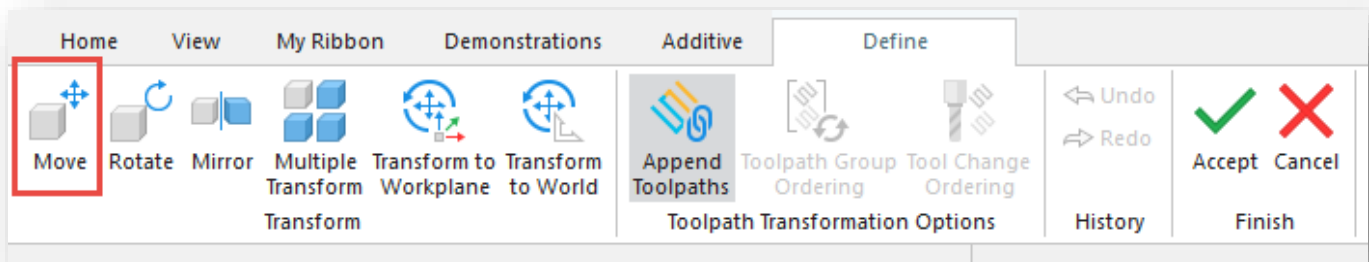 Home View My Ribbon Demonstrations Additive Define
Move Rotate Mirror Multiple Transform to Transform Append Toolpath Group Tool Change Undo
Transform Workplane to World Toolpaths Ordering Ordering Redo Accept Cancel
Transform Toolpath Transformation Options History Finish